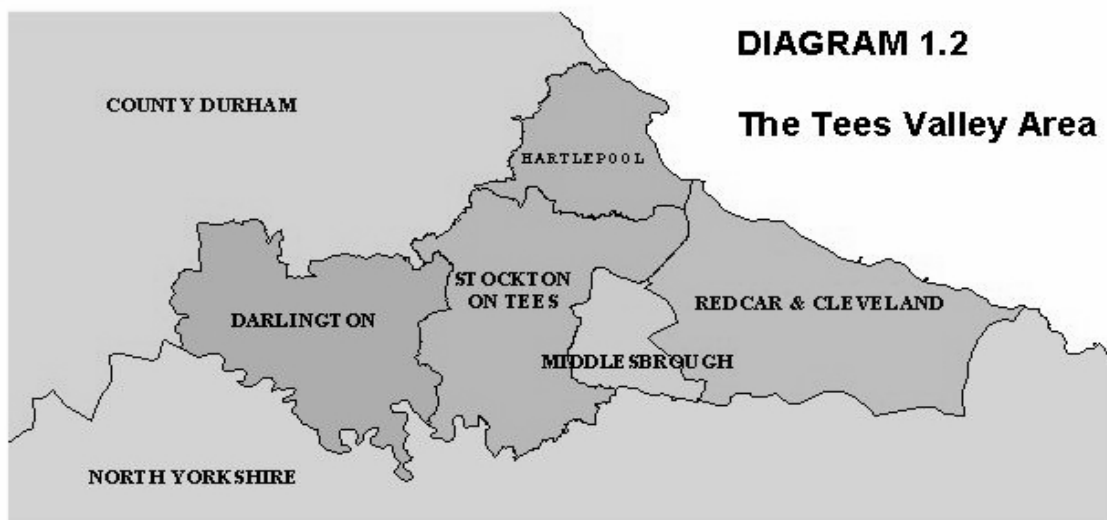 DIAGRAM 1.2
The Tees Valley Area
COUNTY DURHAM
HARTLEPOOL
STOCKTON
ON TEES
REDCAR & CLEVELAND
DARLINGTON
MIDDLESBROUGH
NORTH YORKSHIRE